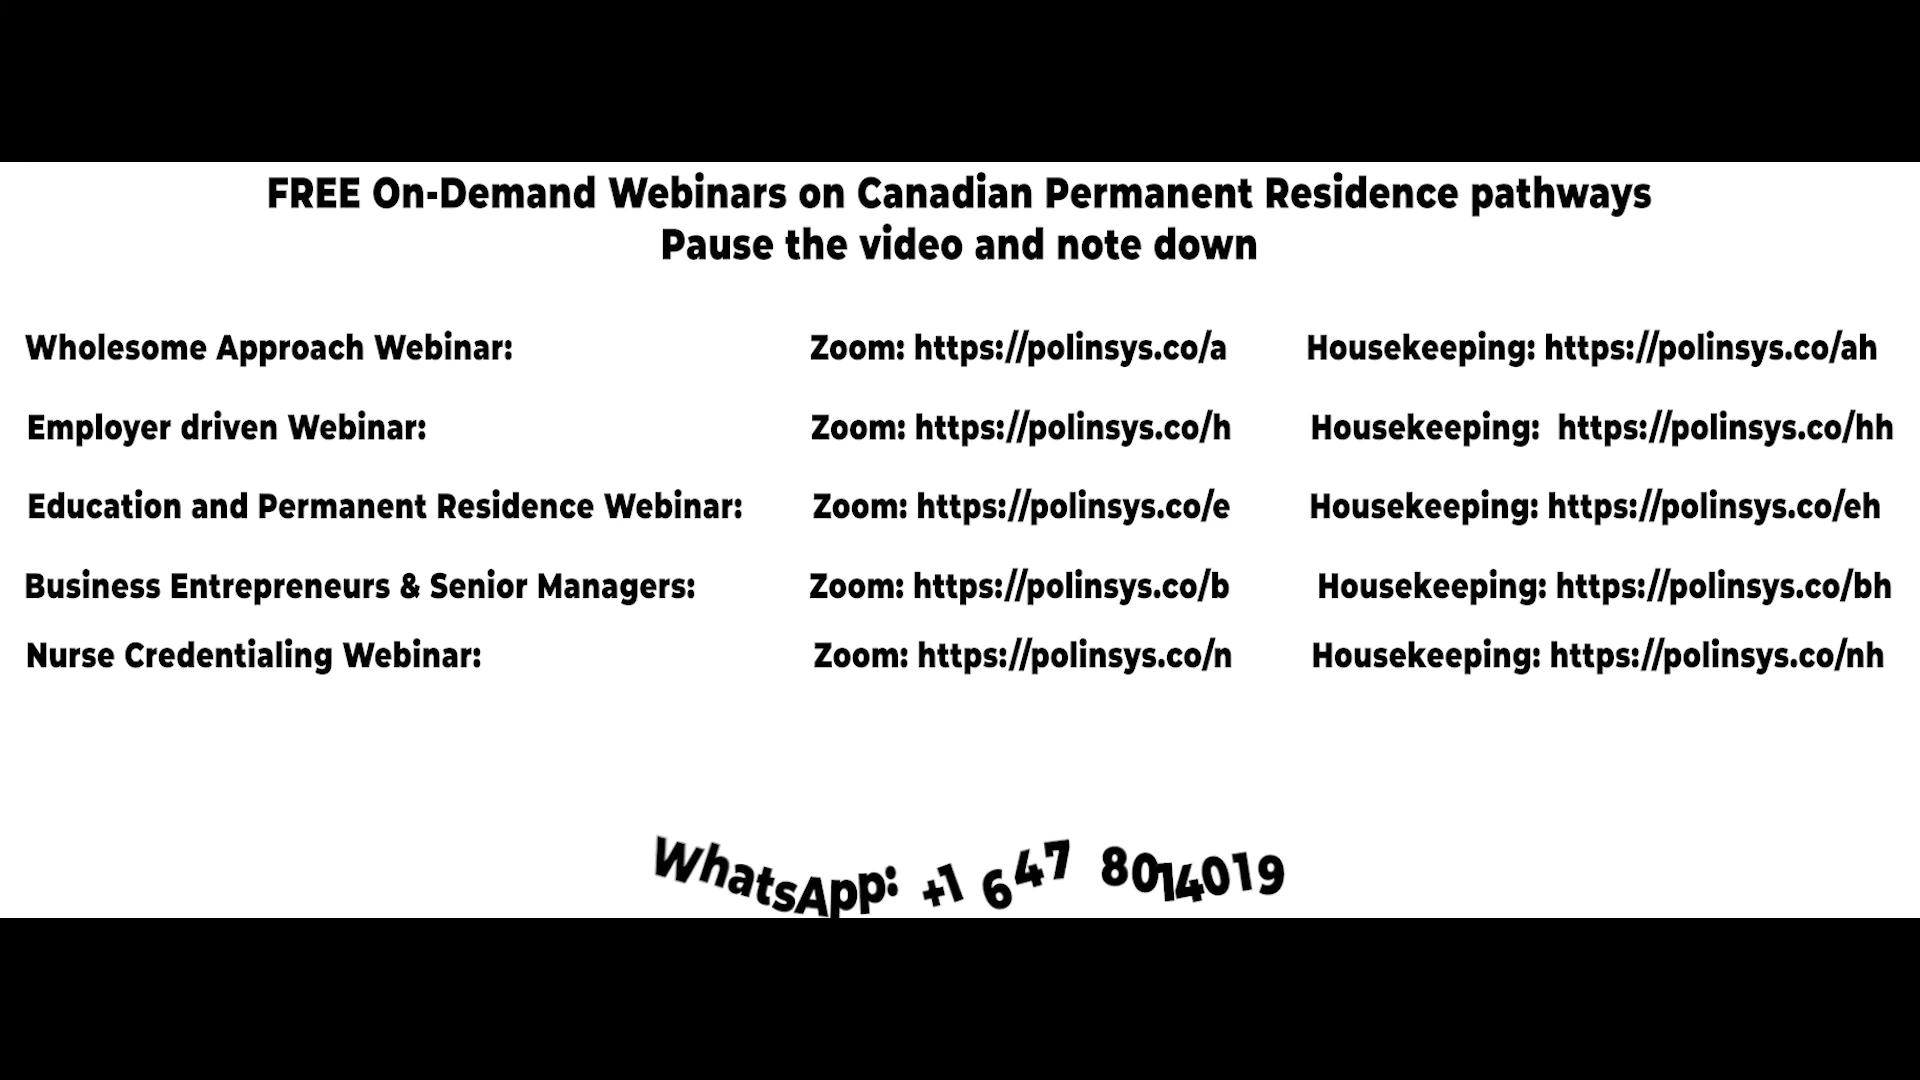 FREE On-Demand Webinars on Canadian Permanent Residence pathways
Pause the video and note down
Wholesome Approach Webinar: Zoom: https://polinsys.co/a Housekeeping: https://polinsys.co/ah
Employer driven Webinar: Zoom: https://polinsys.co/h Housekeeping: https://polinsys.co/hh
Education and Permanent Residence Webinar: Zoom: https://polinsys.co/e Housekeeping: https://polinsys.co/eh
Business Entrepreneurs & Senior Managers: Zoom: https://polinsys.co/b Housekeeping: https://polinsys.co/bh
Nurse Credentialing Webinar: Zoom: https://polinsys.co/n Housekeeping: https://polinsys.co/nh
WhatsApp: +1 647 8014019